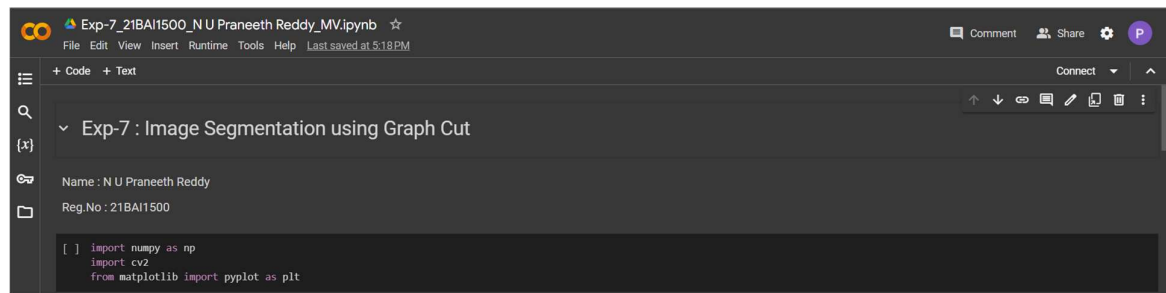 CO Exp-7_21BAI1500_N U Praneeth Reddy_MV.ipynb
File Edit View Insert Runtime Tools Help Last saved at 5:18 PM
Comment Share P
+ Code + Text Connect
Exp-7 : Image Segmentation using Graph Cut
{x}
Name : N U Praneeth Reddy
Reg.No : 21BAI1500
[ ] import numpy as np
import cv2
from matplotlib import pyplot as plt